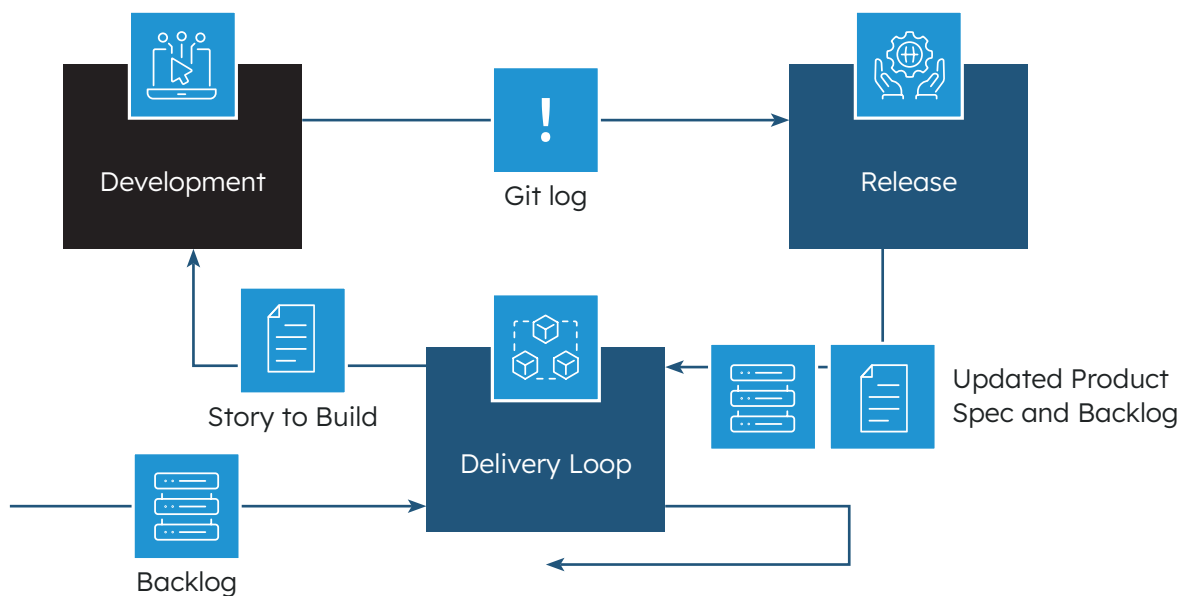 Development
!
Git log
Release
Story to Build
Delivery Loop
Updated Product
Spec and Backlog
Backlog